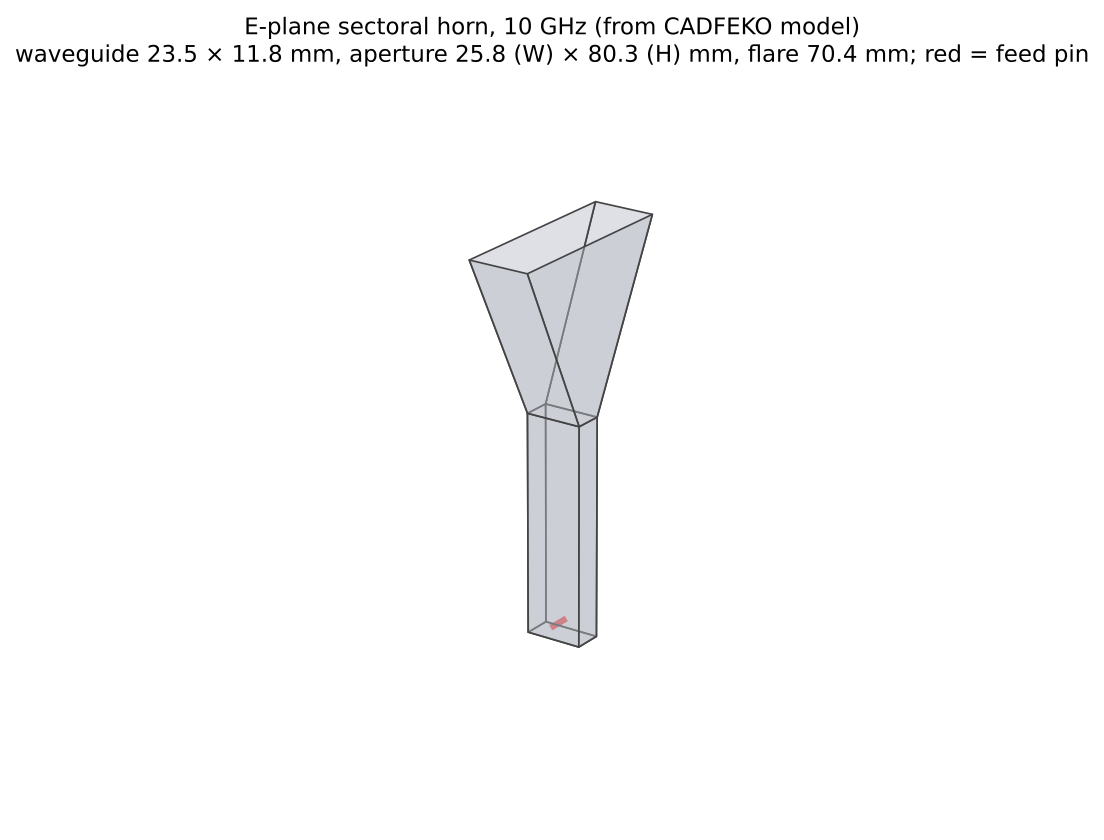 E-plane sectoral horn, 10 GHz (from CADFEKO model)
waveguide 23.5 × 11.8 mm, aperture 25.8 (W) × 80.3 (H) mm, flare 70.4 mm; red = feed pin